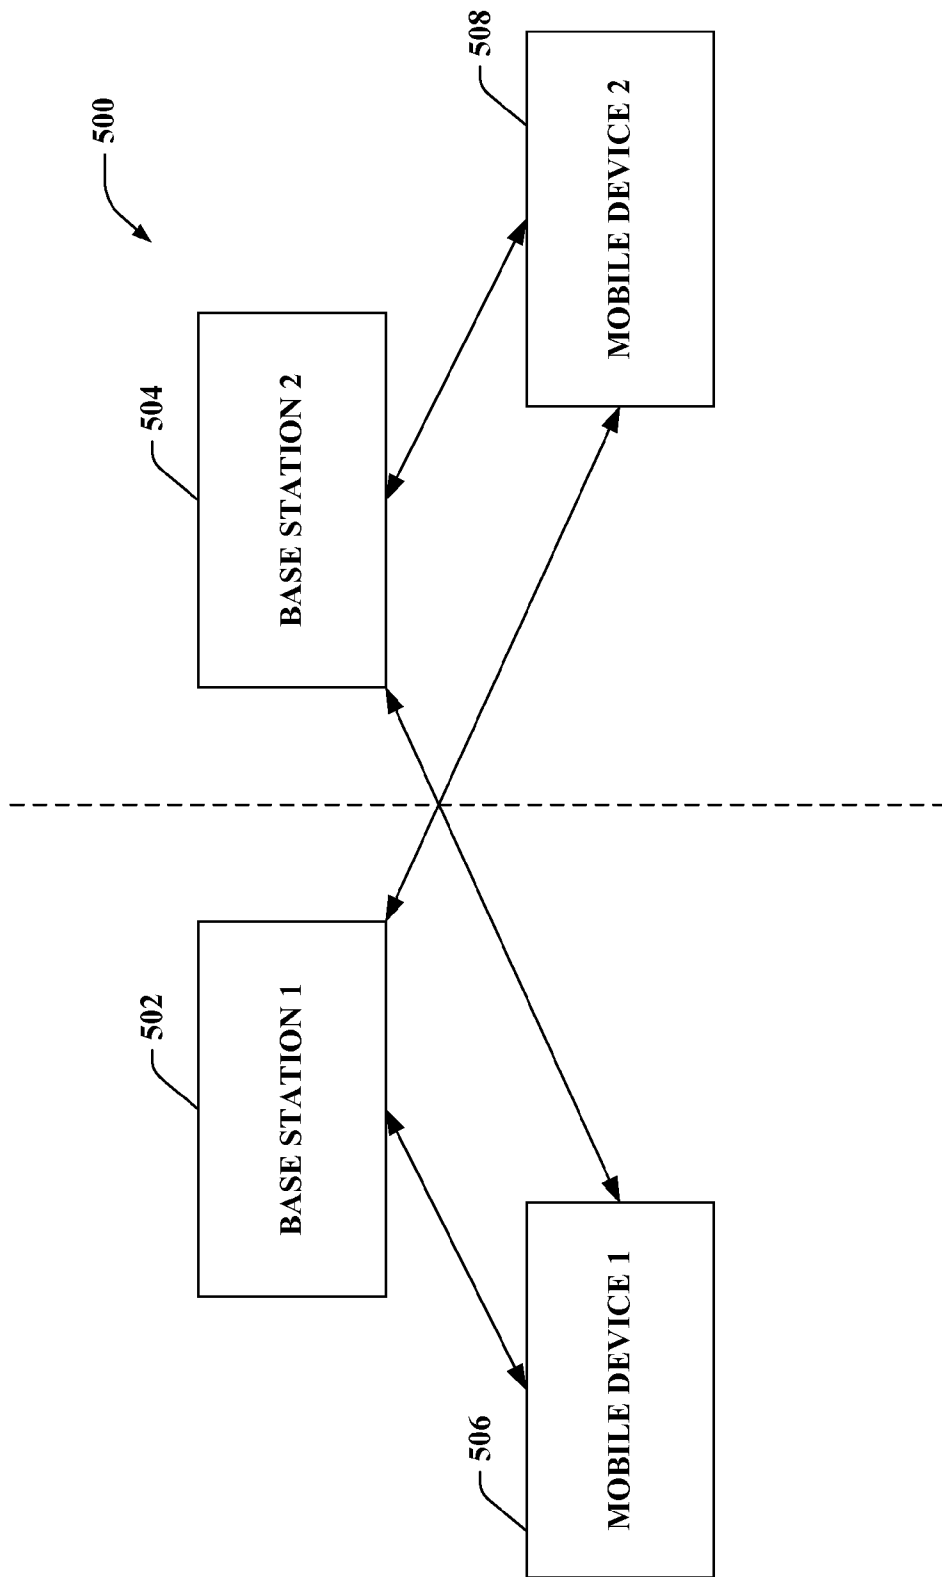 500
502
BASE STATION 1
504
BASE STATION 2
506
MOBILE DEVICE 1
508
MOBILE DEVICE 2